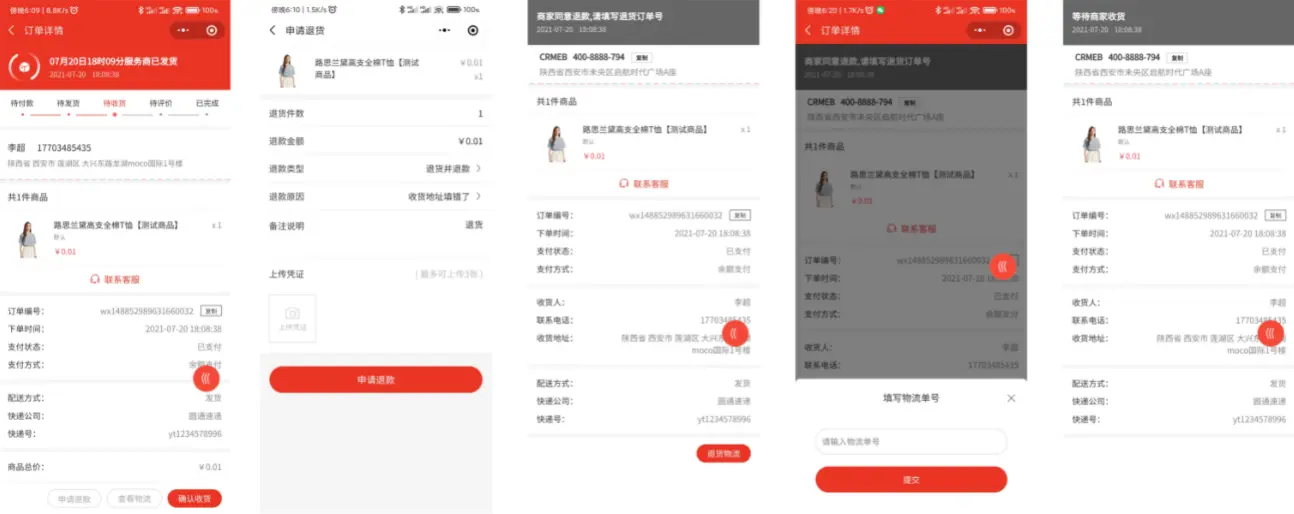 傍晚6:09 | 6.8K/s
100%
订单详情
07月20日18时09分服务商已发货
2021-07-20 18:08:38
待付款 待发货 待收货 待评价 已完成
李超 17703485435
陕西省 西安市 莲湖区 大兴东路龙湖moco国际1号楼
共1件商品
路思兰黛高支全棉T恤【测试商品】 x 1
默认
￥0.01
联系客服
订单编号： wx148852989631660032 复制
下单时间： 2021-07-20 18:08:38
支付状态： 已支付
支付方式： 余额支付
配送方式： 发货
快递公司： 圆通速递
快递号： yt1234578996
商品总价： ￥0.01
申请退款 查看物流 确认收货
傍晚6:10 | 1.5K/s
100%
申请退货
路思兰黛高支全棉T恤【测试商品】 ￥0.01
x1
退货件数 1
退款金额 ￥0.01
退款类型 退货并退款
退款原因 收货地址填错了
备注说明 退货
上传凭证 （最多可上传3张）
上传凭证
申请退款
商家同意退款,请填写退货订单号
2021-07-20 18:08:38
CRMEB 400-8888-794 复制
陕西省西安市未央区启航时代广场A座
共1件商品
路思兰黛高支全棉T恤【测试商品】 x 1
默认
￥0.01
联系客服
订单编号： wx148852989631660032 复制
下单时间： 2021-07-20 18:08:38
支付状态： 已支付
支付方式： 余额支付
收货人： 李超
联系电话： 17703485435
收货地址： 陕西省 西安市 莲湖区 大兴东
moco国际1号楼
配送方式： 发货
快递公司： 圆通速递
快递号： yt1234578996
退货物流
傍晚6:20 | 1.7K/s
100%
订单详情
商家同意退款,请填写退货订单号
2021-07-20 18:08:38
CRMEB 400-8888-794 复制
陕西省西安市未央区启航时代广场A座
共1件商品
路思兰黛高支全棉T恤【测试商品】 x 1
默认
￥0.01
联系客服
订单编号： wx148852989631660032
下单时间： 2021-07-20 18:08:38
支付状态： 已支付
支付方式： 余额支付
收货人： 李超
联系电话： 17703485435
填写物流单号
请输入物流单号
提交
等待商家收货
2021-07-20 18:08:38
CRMEB 400-8888-794 复制
陕西省西安市未央区启航时代广场A座
共1件商品
路思兰黛高支全棉T恤【测试商品】 x 1
默认
￥0.01
联系客服
订单编号： wx148852989631660032 复制
下单时间： 2021-07-20 18:08:38
支付状态： 已支付
支付方式： 余额支付
收货人： 李超
联系电话： 17703485435
收货地址： 陕西省 西安市 莲湖区 大兴东
moco国际1号楼
配送方式： 发货
快递公司： 圆通速递
快递号： yt1234578996